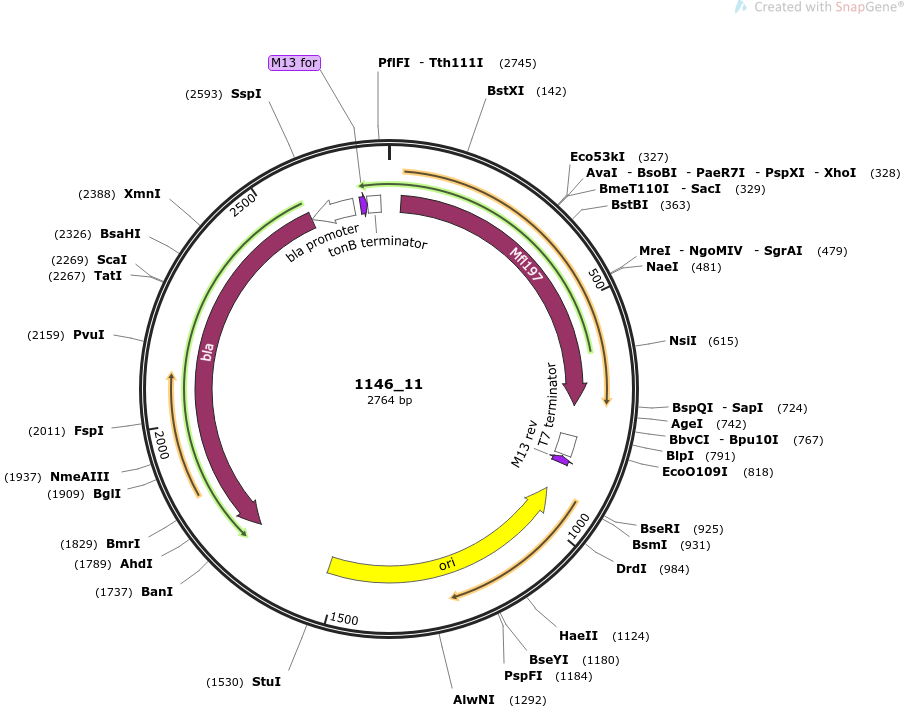 Created with SnapGene®
M13 for
PflFI - Tth111I (2745)
BstXI (142)
(2593) SspI
Eco53kI (327)
AvaI - BsoBI - PaeR7I - PspXI - XhoI (328)
BmeT110I - SacI (329)
BstBI (363)
(2388) XmnI
2500
bla promoter
tonB terminator
Mfl197
(2326) BsaHI
MreI - NgoMIV - SgrAI (479)
(2269) ScaI
NaeI (481)
(2267) TatI
500
(2159) PvuI
NsiI (615)
bla
1146_11
2764 bp
T7 terminator
M13 rev
BspQI - SapI (724)
AgeI (742)
(2011) FspI
2000
BbvCI - Bpu10I (767)
BlpI (791)
EcoO109I (818)
(1937) NmeAIII
(1909) BglI
BseRI (925)
1000
(1829) BmrI
BsmI (931)
(1789) AhdI
ori
DrdI (984)
(1737) BanI
1500
HaeII (1124)
BseYI (1180)
(1530) StuI
PspFI (1184)
AlwNI (1292)